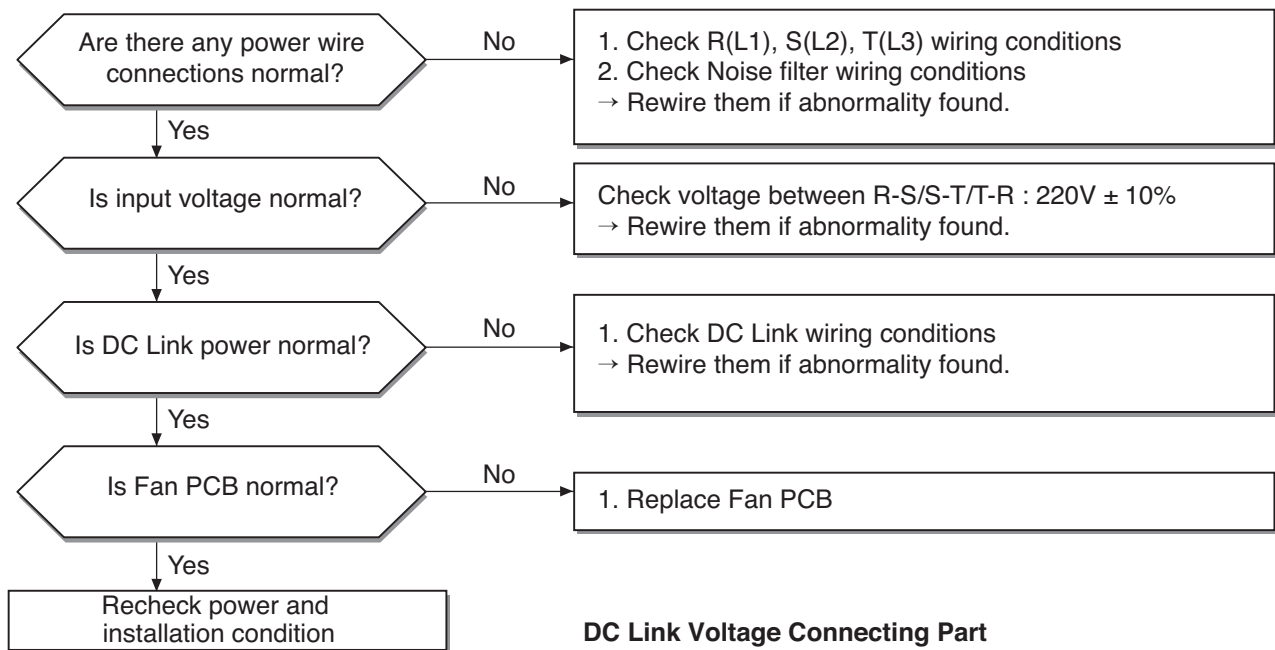 Are there any power wire
connections normal?
No
1. Check R(L1), S(L2), T(L3) wiring conditions
2. Check Noise filter wiring conditions
→ Rewire them if abnormality found.
Yes
Is input voltage normal?
No
Check voltage between R-S/S-T/T-R : 220V ± 10%
→ Rewire them if abnormality found.
Yes
Is DC Link power normal?
No
1. Check DC Link wiring conditions
→ Rewire them if abnormality found.
Yes
Is Fan PCB normal?
No
1. Replace Fan PCB
Yes
Recheck power and
installation condition
DC Link Voltage Connecting Part